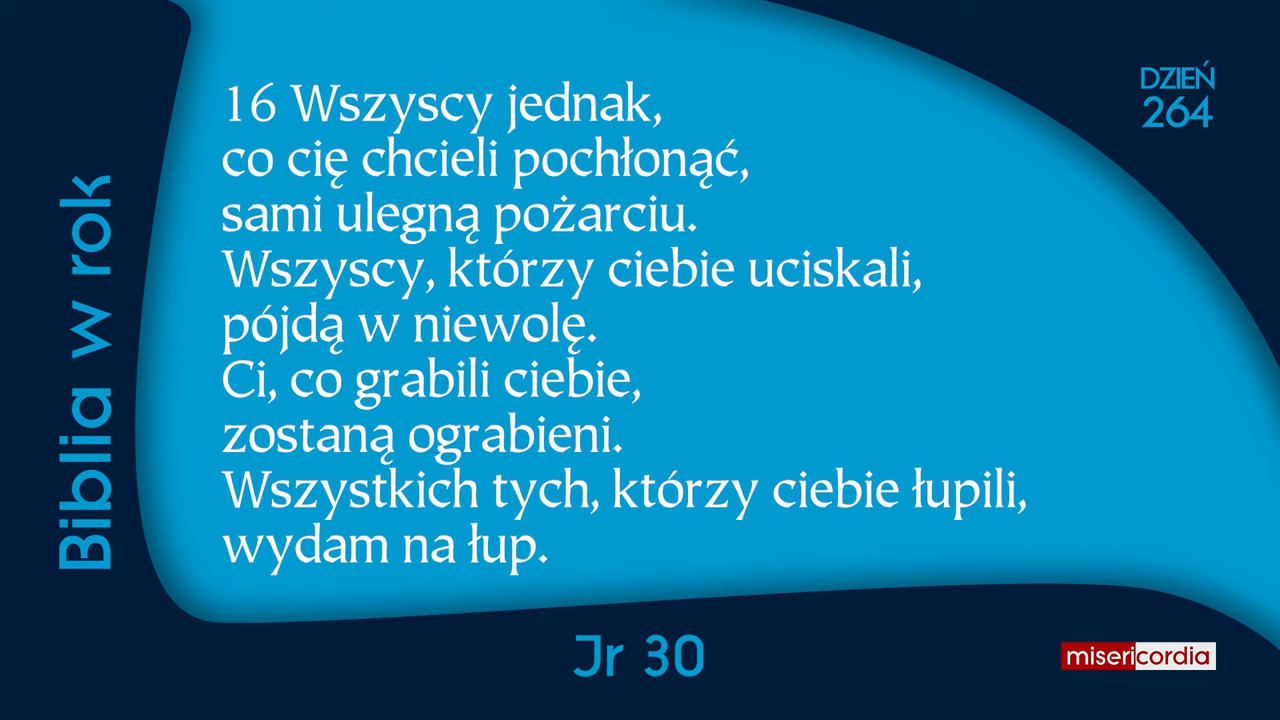 16 Wszyscy jednak,
co cię chcieli pochłonąć,
sami ulegną pożarciu.
Wszyscy, którzy ciebie uciskali,
pójdą w niewolę.
Ci, co grabili ciebie,
zostaną ograbieni.
Wszystkich tych, którzy ciebie łupili,
wydam na łup.
DZIEŃ
264
Biblia w rok
Jr 30
misericordia